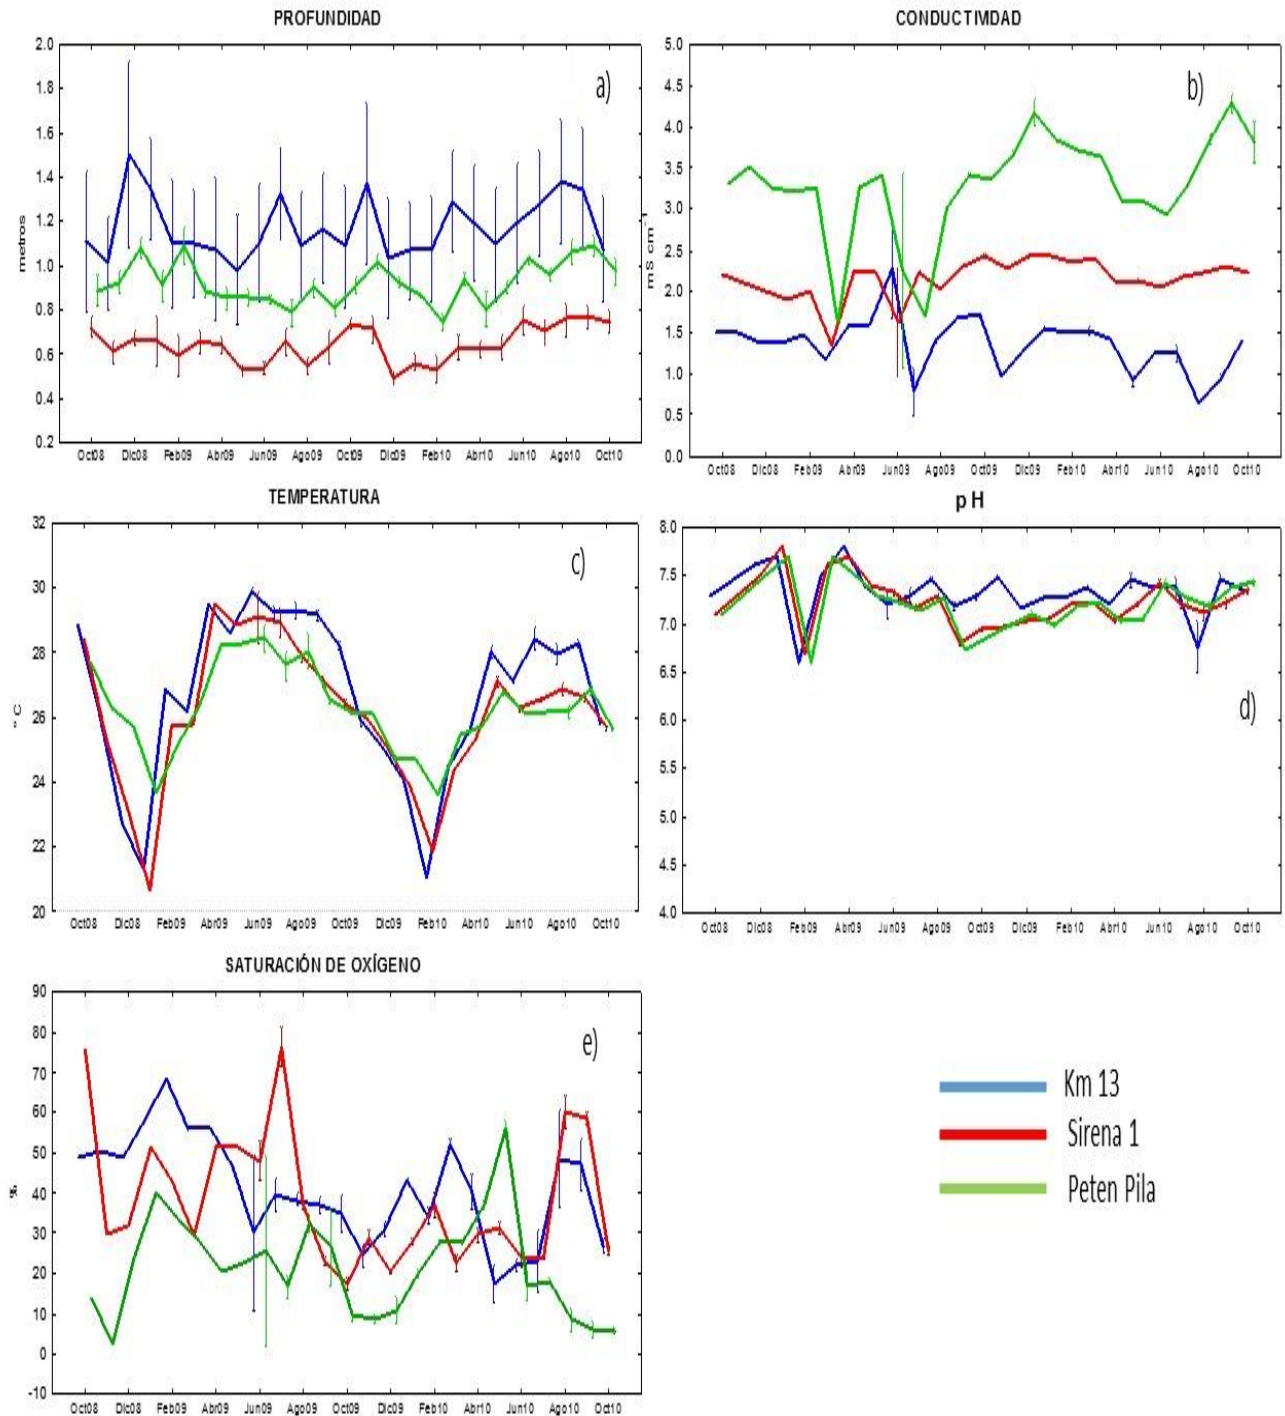 PROFUNDIDAD
a)
metros
2.0
1.8
1.6
1.4
1.2
1.0
0.8
0.6
0.4
0.2
Oct08 Dic08 Feb09 Abr09 Jun09 Ago09 Oct09 Dic09 Feb10 Abr10 Jun10 Ago10 Oct10
CONDUCTIVIDAD
b)
mS cm⁻¹
5.0
4.5
4.0
3.5
3.0
2.5
2.0
1.5
1.0
0.5
0.0
Oct08 Dic08 Feb09 Abr09 Jun09 Ago09 Oct09 Dic09 Feb10 Abr10 Jun10 Ago10 Oct10
TEMPERATURA
c)
°C
32
30
28
26
24
22
20
Oct08 Dic08 Feb09 Abr09 Jun09 Ago09 Oct09 Dic09 Feb10 Abr10 Jun10 Ago10 Oct10
pH
d)
8.0
7.5
7.0
6.5
6.0
5.5
5.0
4.5
4.0
Oct08 Dic08 Feb09 Abr09 Jun09 Ago09 Oct09 Dic09 Feb10 Abr10 Jun10 Ago10 Oct10
SATURACIÓN DE OXÍGENO
e)
%
90
80
70
60
50
40
30
20
10
0
-10
Oct08 Dic08 Feb09 Abr09 Jun09 Ago09 Oct09 Dic09 Feb10 Abr10 Jun10 Ago10 Oct10
Km 13
Sirena 1
Peten Pila